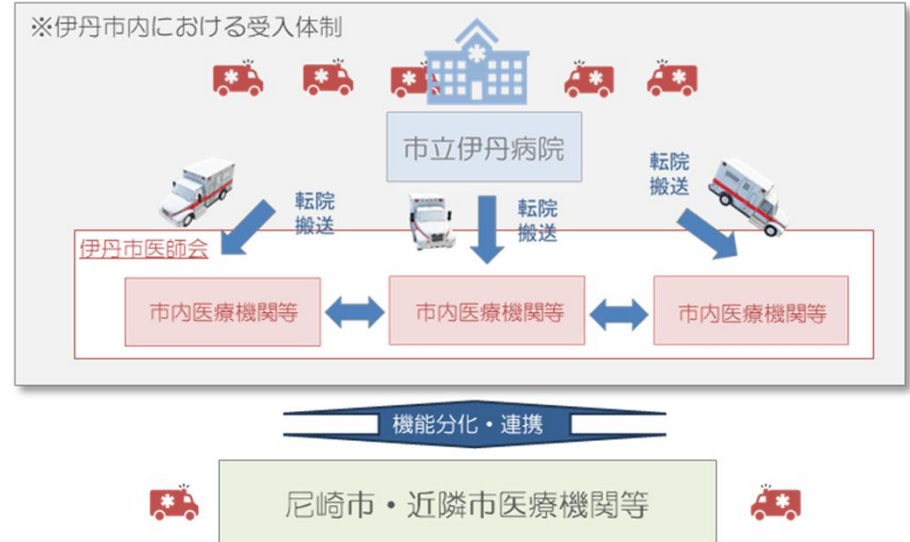 ※伊丹市内における受入体制
市立伊丹病院
転院
搬送
転院
搬送
転院
搬送
伊丹市医師会
市内医療機関等
市内医療機関等
市内医療機関等
機能分化・連携
尼崎市・近隣市医療機関等